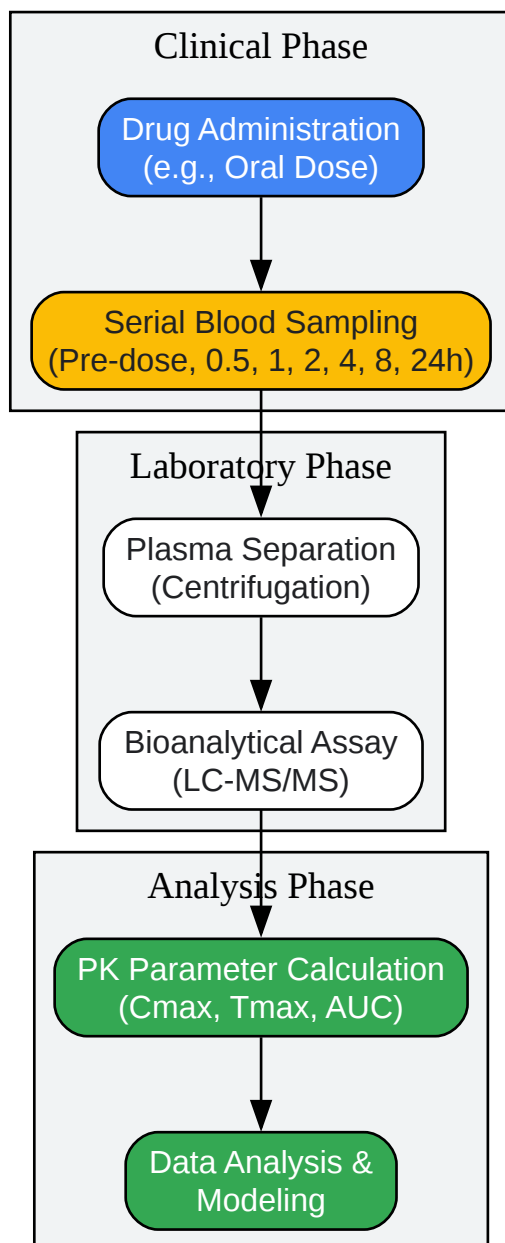 Clinical Phase
Drug Administration
(e.g., Oral Dose)
Serial Blood Sampling
(Pre-dose, 0.5, 1, 2, 4, 8, 24h)
Laboratory Phase
Plasma Separation
(Centrifugation)
Bioanalytical Assay
(LC-MS/MS)
Analysis Phase
PK Parameter Calculation
(Cmax, Tmax, AUC)
Data Analysis &
Modeling